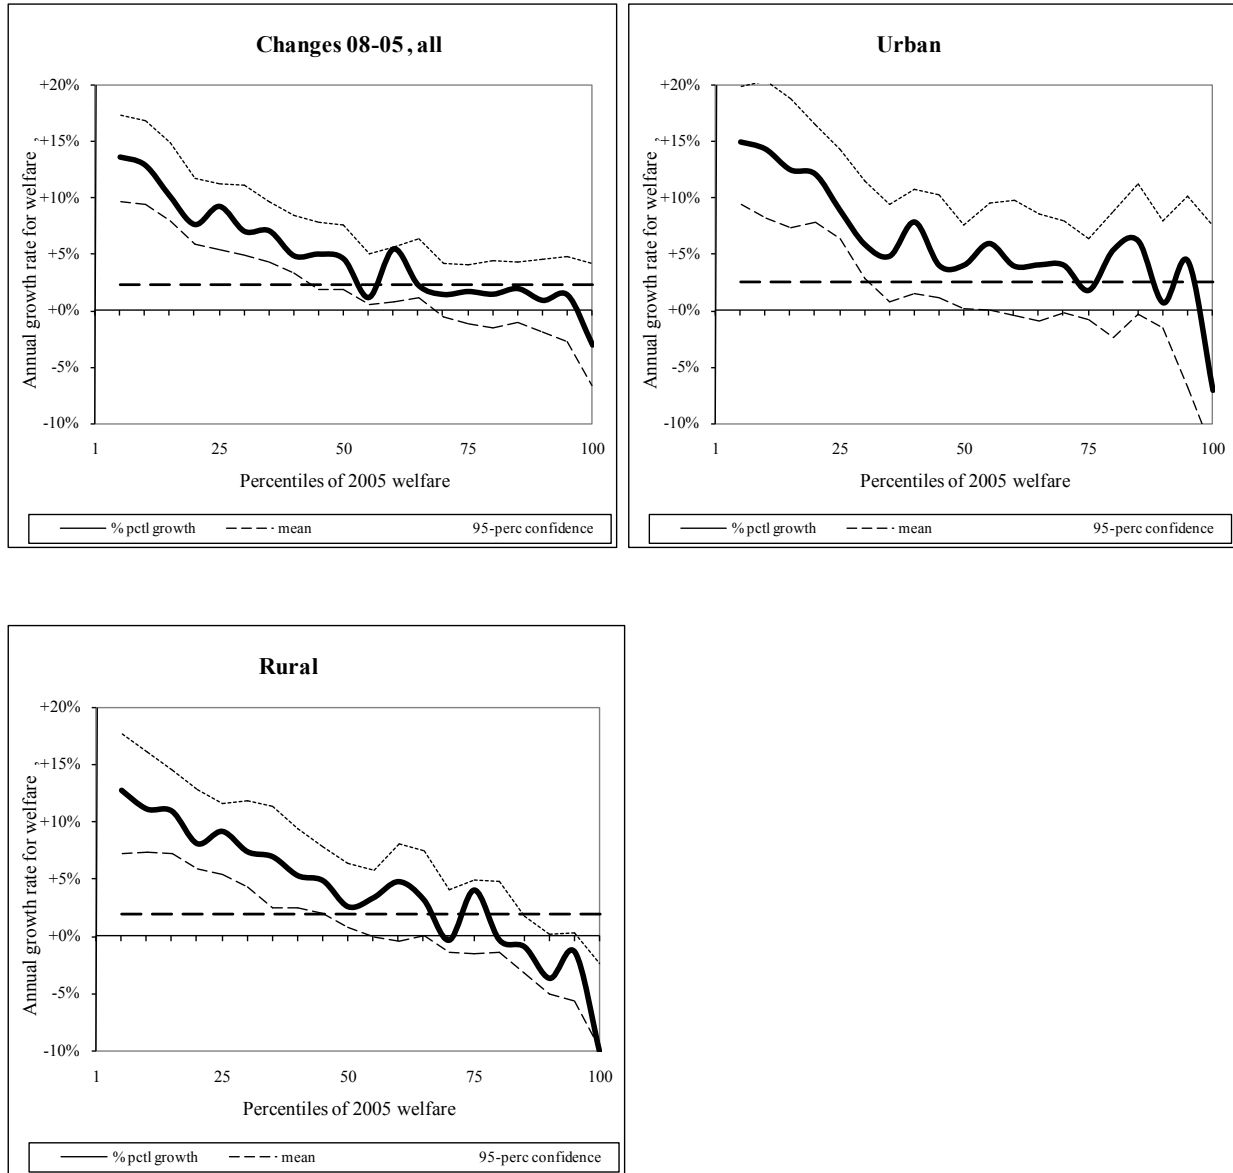 Changes 08-05, all
Annual growth rate for welfare ,
+20%
+15%
+10%
+5%
+0%
-5%
-10%
1 25 50 75 100
Percentiles of 2005 welfare
% pctl growth mean 95-perc confidence
Urban
Annual growth rate for welfare ,
+20%
+15%
+10%
+5%
+0%
-5%
-10%
1 25 50 75 100
Percentiles of 2005 welfare
% pctl growth mean 95-perc confidence
Rural
Annual growth rate for welfare ,
+20%
+15%
+10%
+5%
+0%
-5%
-10%
1 25 50 75 100
Percentiles of 2005 welfare
% pctl growth mean 95-perc confidence